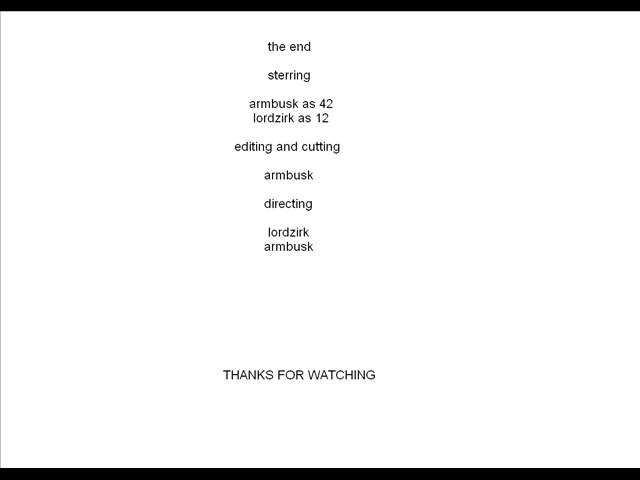 the end
sterring
armbusk as 42
lordzirk as 12
editing and cutting
armbusk
directing
lordzirk
armbusk
THANKS FOR WATCHING